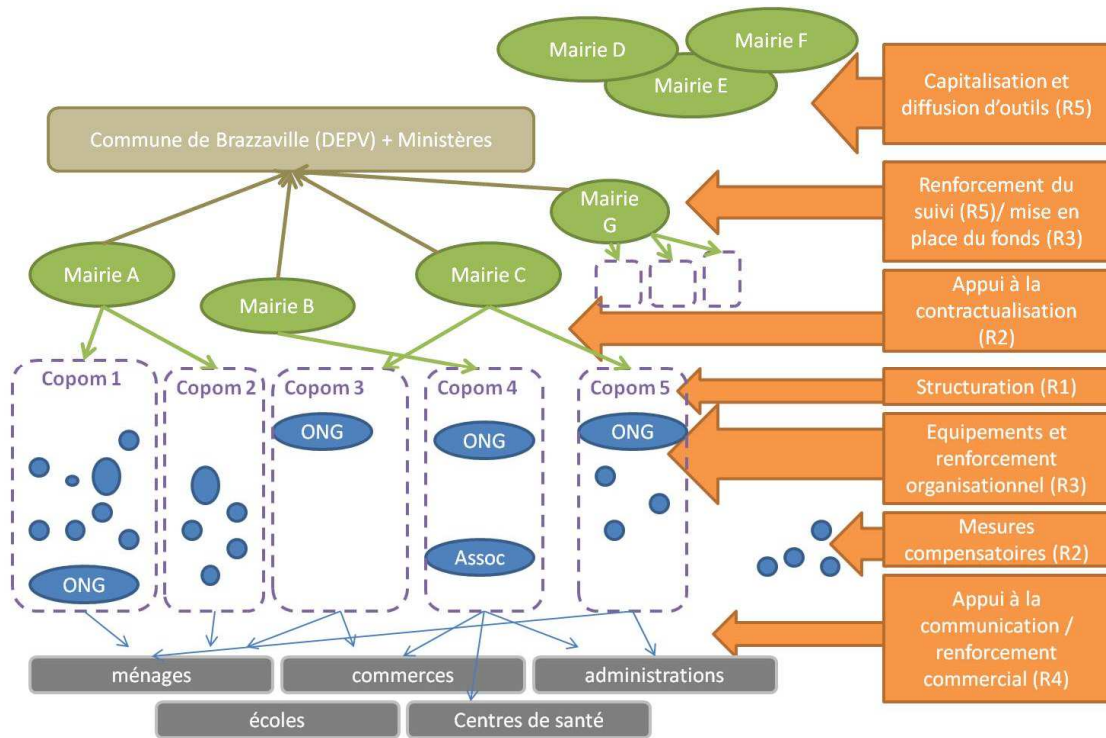 Mairie D
Mairie F
Mairie E
Capitalisation et
diffusion d'outils (R5)
Commune de Brazzaville (DEPV) + Ministères
Mairie
G
Renforcement du
suivi (R5)/ mise en
place du fonds (R3)
Mairie A
Mairie B
Mairie C
Appui à la
contractualisation
(R2)
Copom 1
Copom 2
Copom 3
Copom 4
Copom 5
Structuration (R1)
ONG
ONG
ONG
Equipements et
renforcement
organisationnel (R3)
ONG
Assoc
Mesures
compensatoires (R2)
Appui à la
communication /
renforcement
commercial (R4)
ménages
commerces
administrations
écoles
Centres de santé